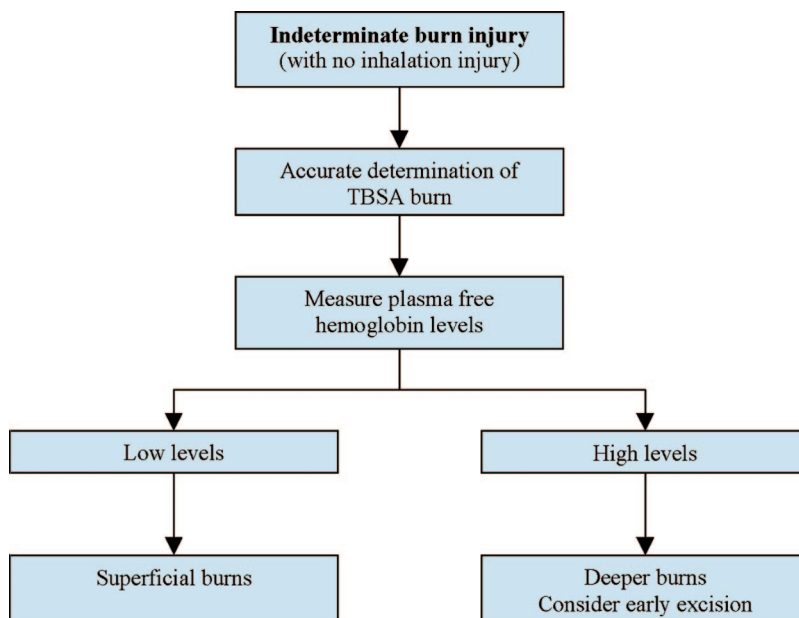 Indeterminate burn injury
(with no inhalation injury)
Accurate determination of
TBSA burn
Measure plasma free
hemoglobin levels
Low levels
High levels
Superficial burns
Deeper burns
Consider early excision